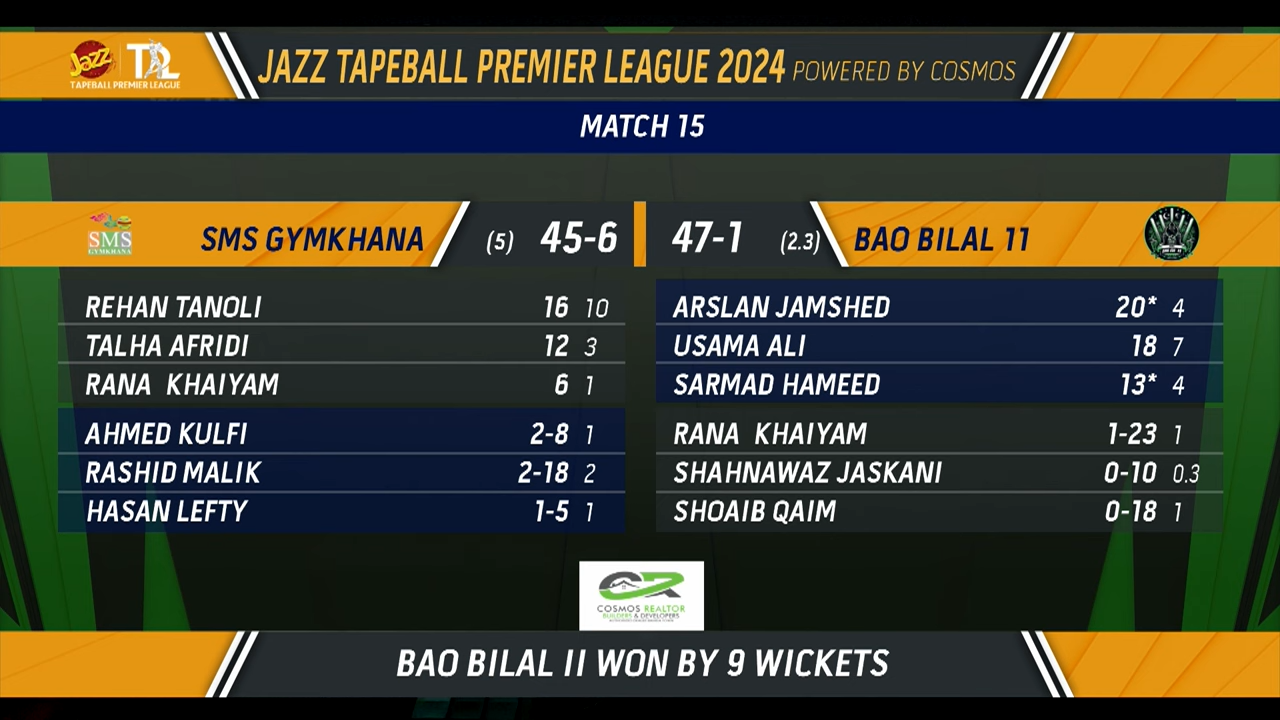 Jazz TPL
TAPEBALL PREMIER LEAGUE
JAZZ TAPEBALL PREMIER LEAGUE 2024 POWERED BY COSMOS
MATCH 15
SMS GYMKHANA (5) 45-6 47-1 (2.3) BAO BILAL 11
SMS
GYMKHANA
REHAN TANOLI 16 10
TALHA AFRIDI 12 3
RANA KHAIYAM 6 1
AHMED KULFI 2-8 1
RASHID MALIK 2-18 2
HASAN LEFTY 1-5 1
ARSLAN JAMSHED 20* 4
USAMA ALI 18 7
SARMAD HAMEED 13* 4
RANA KHAIYAM 1-23 1
SHAHNAWAZ JASKANI 0-10 0.3
SHOAIB QAIM 0-18 1
COSMOS REALTOR
BUILDERS & DEVELOPERS
BAO BILAL 11 WON BY 9 WICKETS